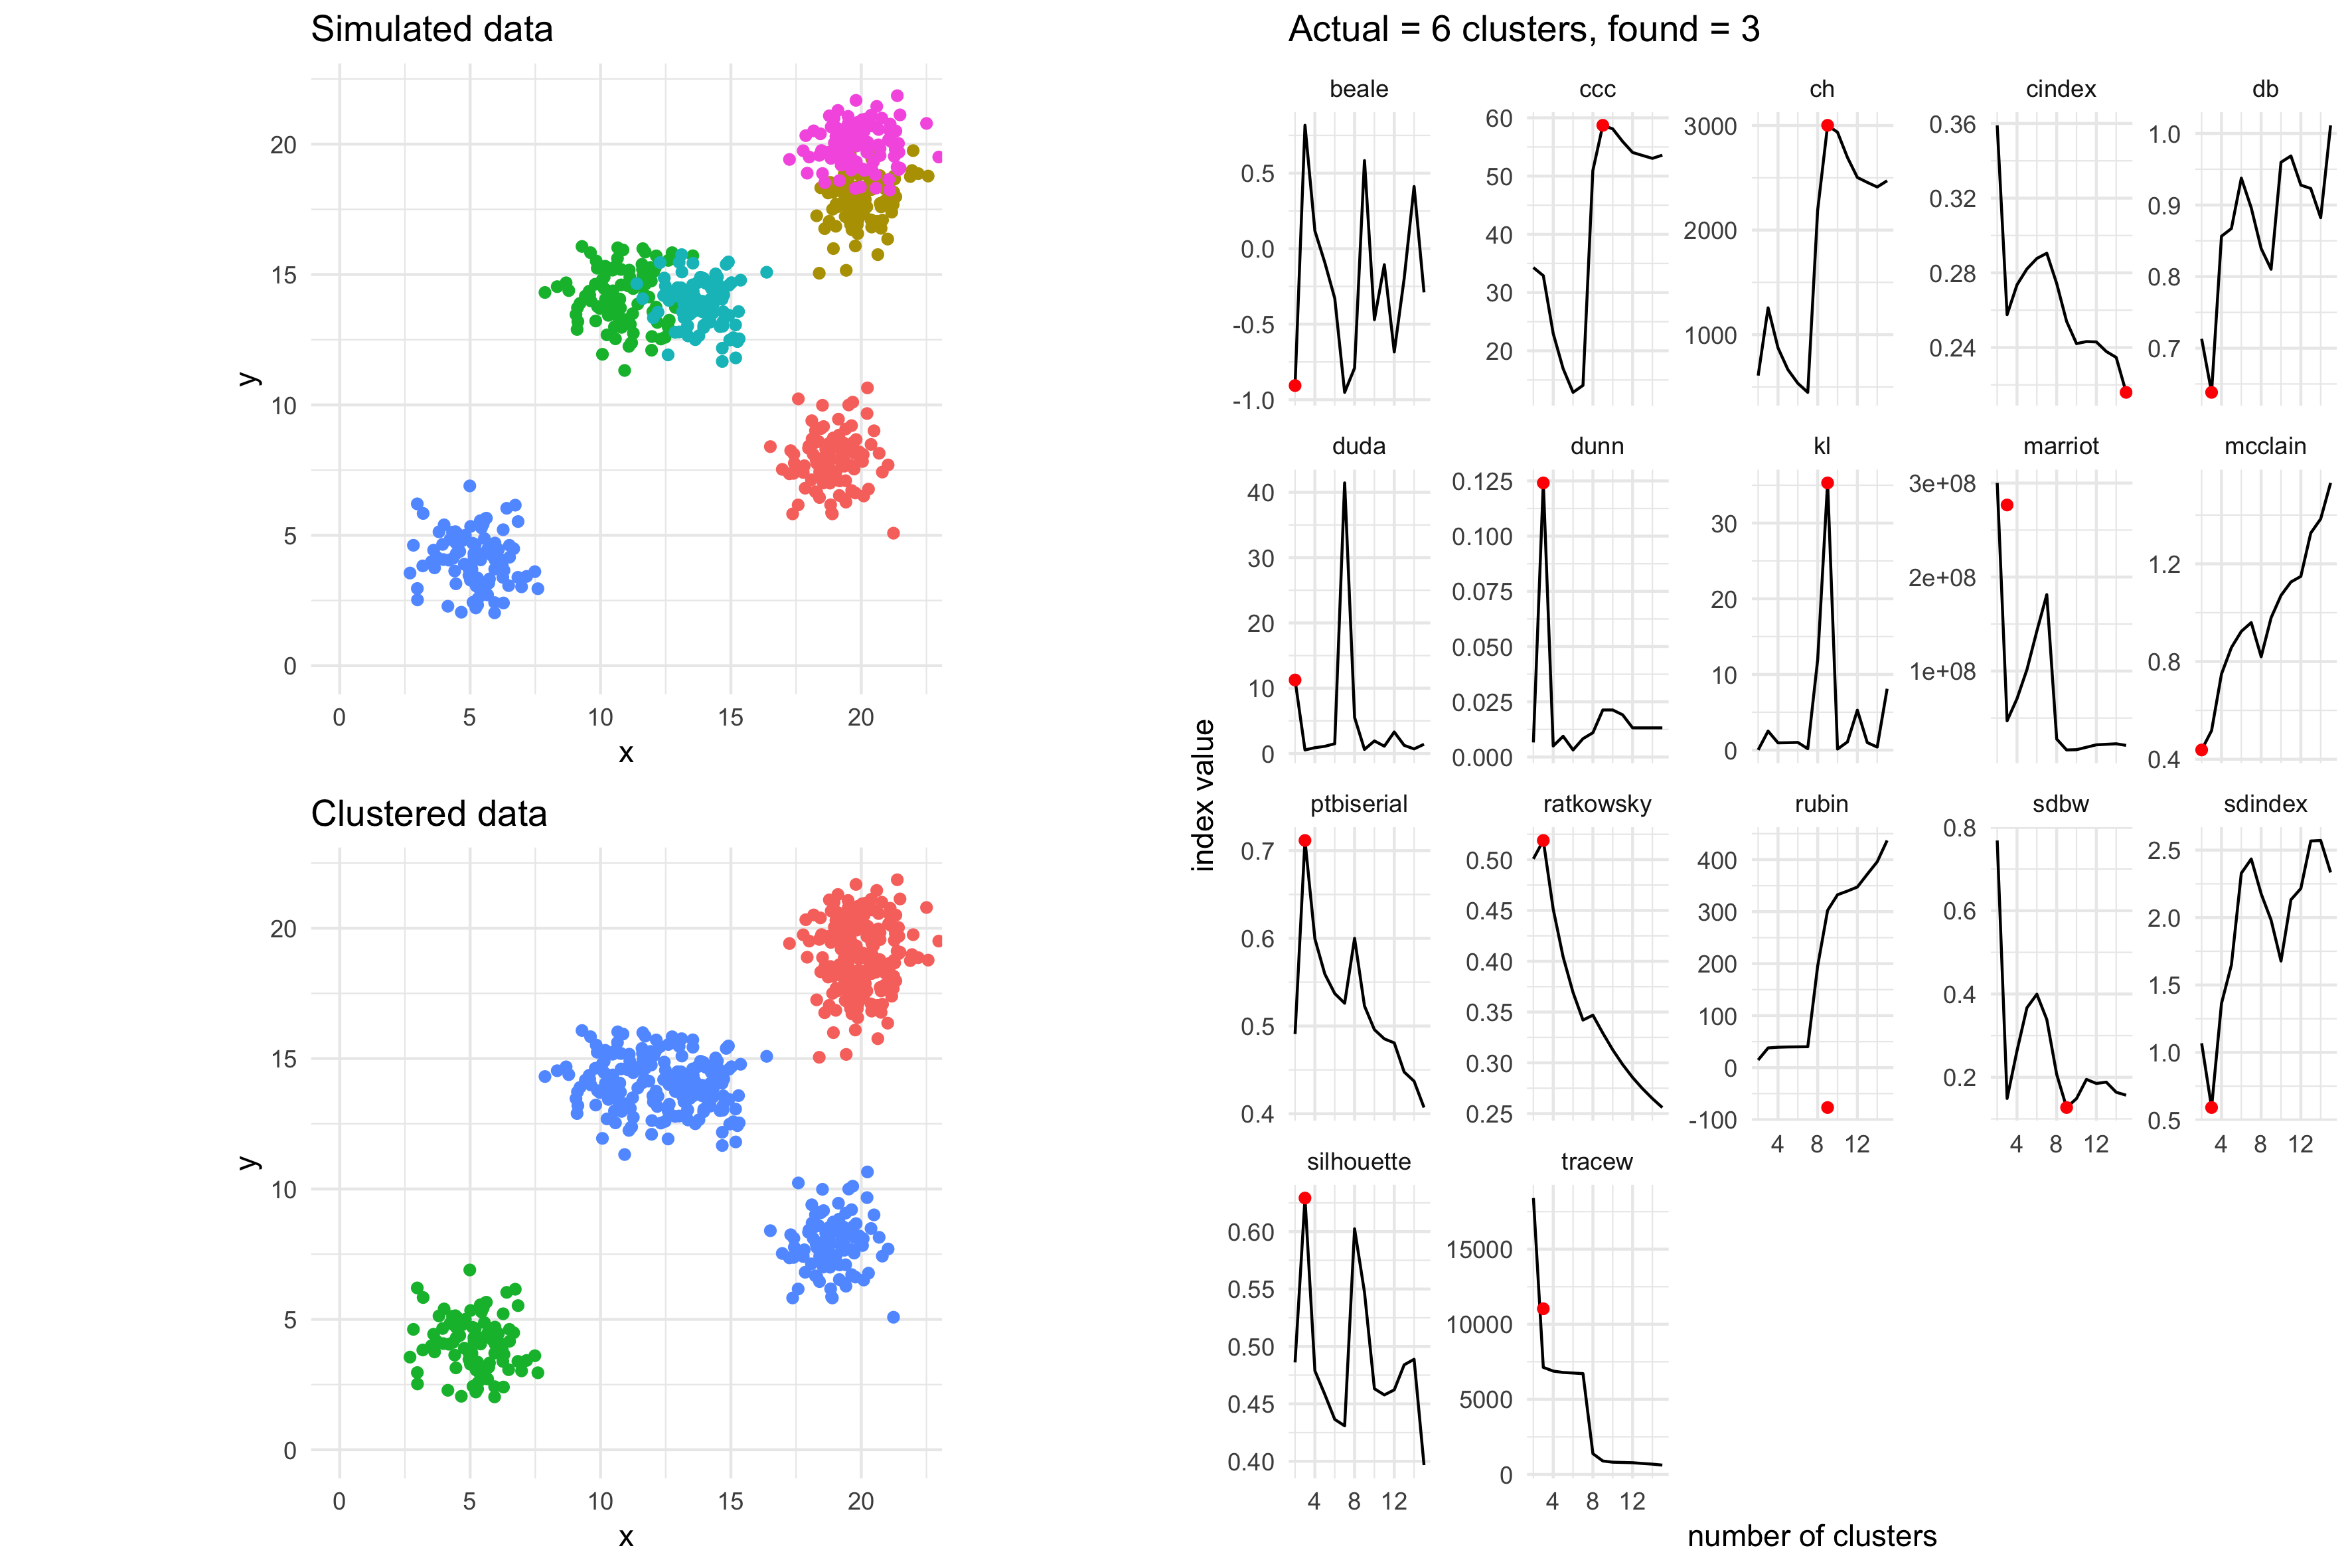 Simulated data
20
15
10
5
0
y
0 5 10 15 20
x
Clustered data
20
15
10
5
0
y
0 5 10 15 20
x
Actual = 6 clusters, found = 3
index value
beale
0.5
0.0
-0.5
-1.0
ccc
60
50
40
30
20
ch
3000
2000
1000
cindex
0.36
0.32
0.28
0.24
db
1.0
0.9
0.8
0.7
duda
40
30
20
10
0
dunn
0.125
0.100
0.075
0.050
0.025
0.000
kl
30
20
10
0
marriot
3e+08
2e+08
1e+08
mcclain
1.2
0.8
0.4
ptbiserial
0.7
0.6
0.5
0.4
ratkowsky
0.50
0.45
0.40
0.35
0.30
0.25
rubin
400
300
200
100
0
-100
4 8 12
sdbw
0.8
0.6
0.4
0.2
4 8 12
sdindex
2.5
2.0
1.5
1.0
0.5
4 8 12
silhouette
0.60
0.55
0.50
0.45
0.40
4 8 12
tracew
15000
10000
5000
0
4 8 12
number of clusters